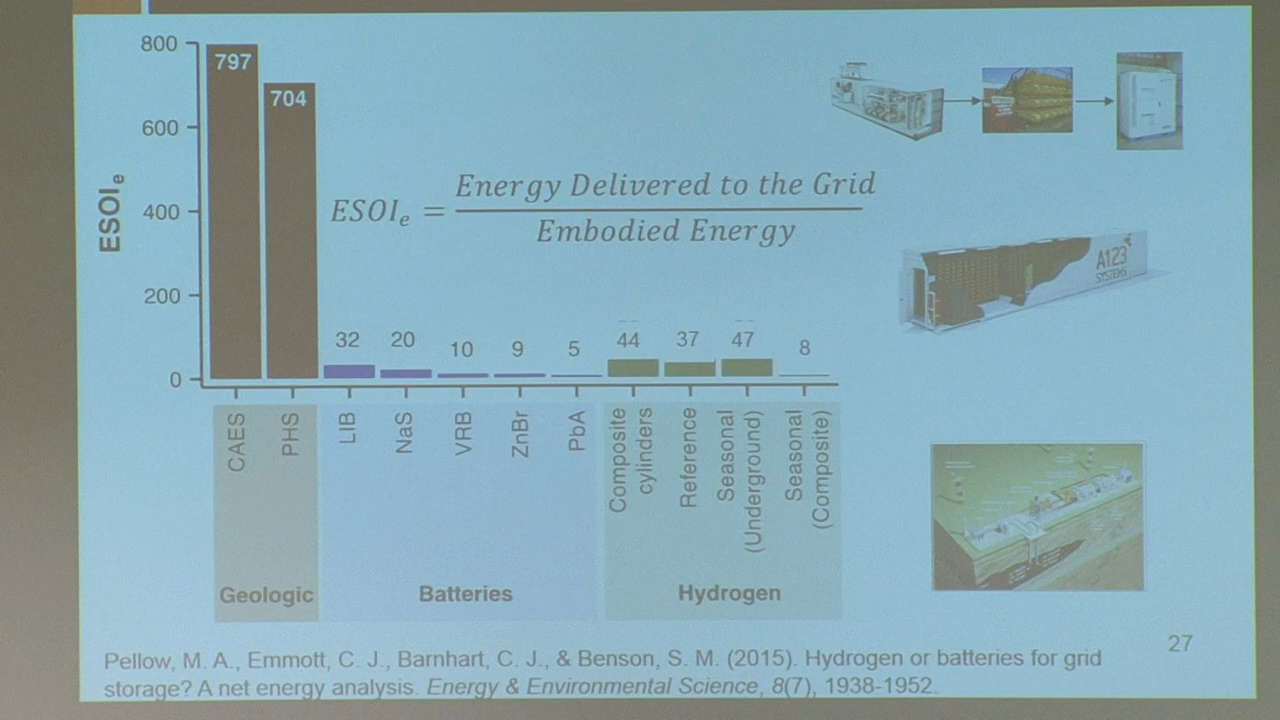 800
600
400
200
0
ESOIe
797
704
32
20
10
9
5
44
37
47
8
ESOIe = Energy Delivered to the Grid
Embodied Energy
CAES
PHS
LIB
NaS
VRB
ZnBr
PbA
Composite
cylinders
Reference
Seasonal
(Underground)
Seasonal
(Composite)
Geologic
Batteries
Hydrogen
A123
SYSTEMS
27
Pellow, M. A., Emmott, C. J., Barnhart, C. J., & Benson, S. M. (2015). Hydrogen or batteries for grid
storage? A net energy analysis. Energy & Environmental Science, 8(7), 1938-1952.